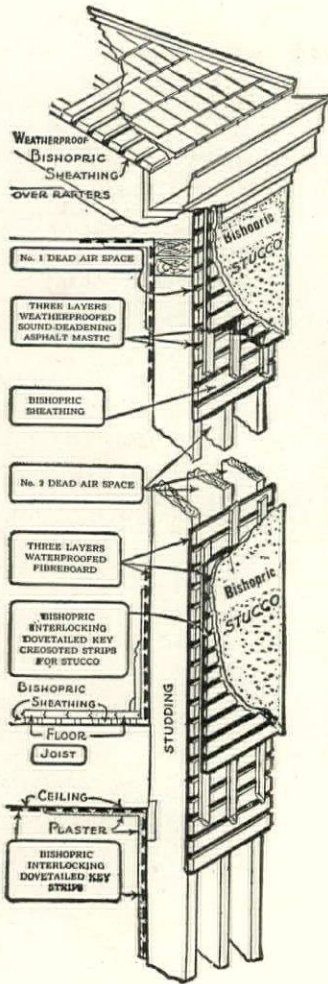 WEATHERPROOF
BISHOPRIC
SHEATHING
OVER RARTERS
Bishopric
STUCCO
No. 1 DEAD AIR SPACE
THREE LAYERS
WEATHERPROOFED
SOUND-DEADENING
ASPHALT MASTIC
BISHOPRIC
SHEATHING
No. 2 DEAD AIR SPACE
THREE LAYERS
WATERPROOFED
FIBREBOARD
Bishopric
STUCCO
BISHOPRIC
INTERLOCKING
DOVETAILED KEY
CREOSOTED STRIPS
FOR STUCCO
STUDDING
BISHOPRIC
SHEATHING
FLOOR
JOIST
CEILING
PLASTER
BISHOPRIC
INTERLOCKING
DOVETAILED KEY
STRIPS